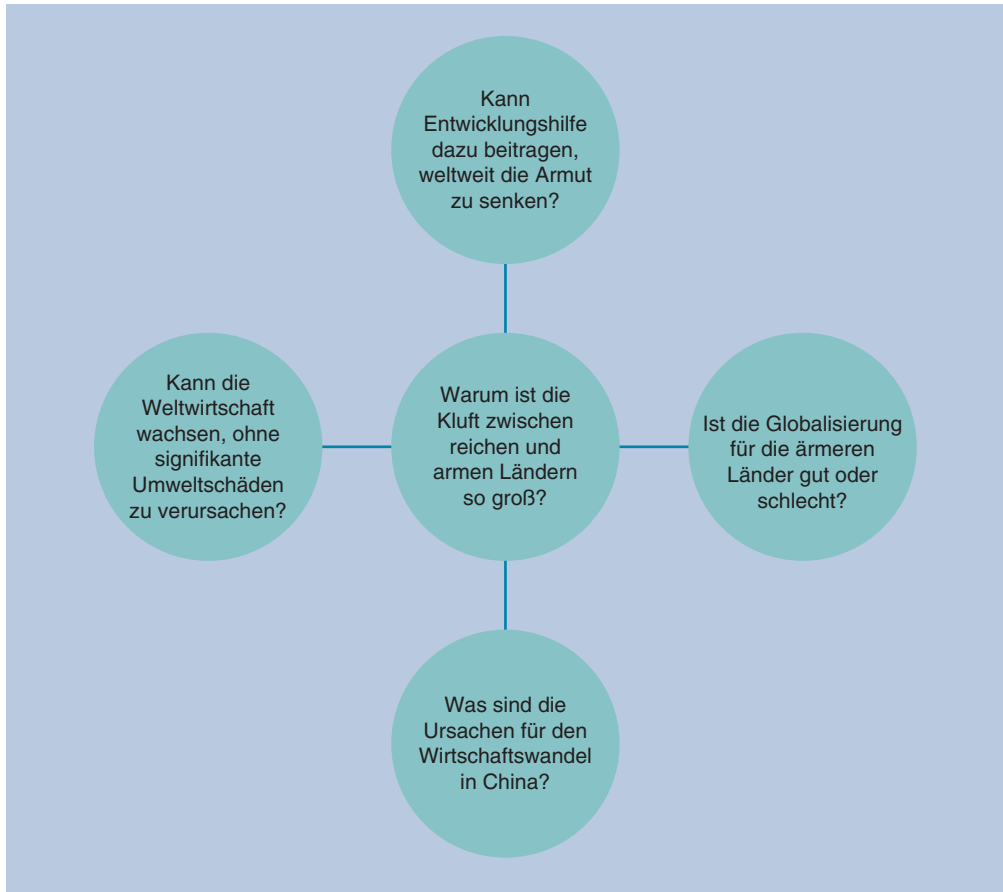 Kann
Entwicklungshilfe
dazu beitragen,
weltweit die Armut
zu senken?
Kann die
Weltwirtschaft
wachsen, ohne
signifikante
Umweltschäden
zu verursachen?
Warum ist die
Kluft zwischen
reichen und
armen Ländern
so groß?
Ist die Globalisierung
für die ärmeren
Länder gut oder
schlecht?
Was sind die
Ursachen für den
Wirtschaftswandel
in China?